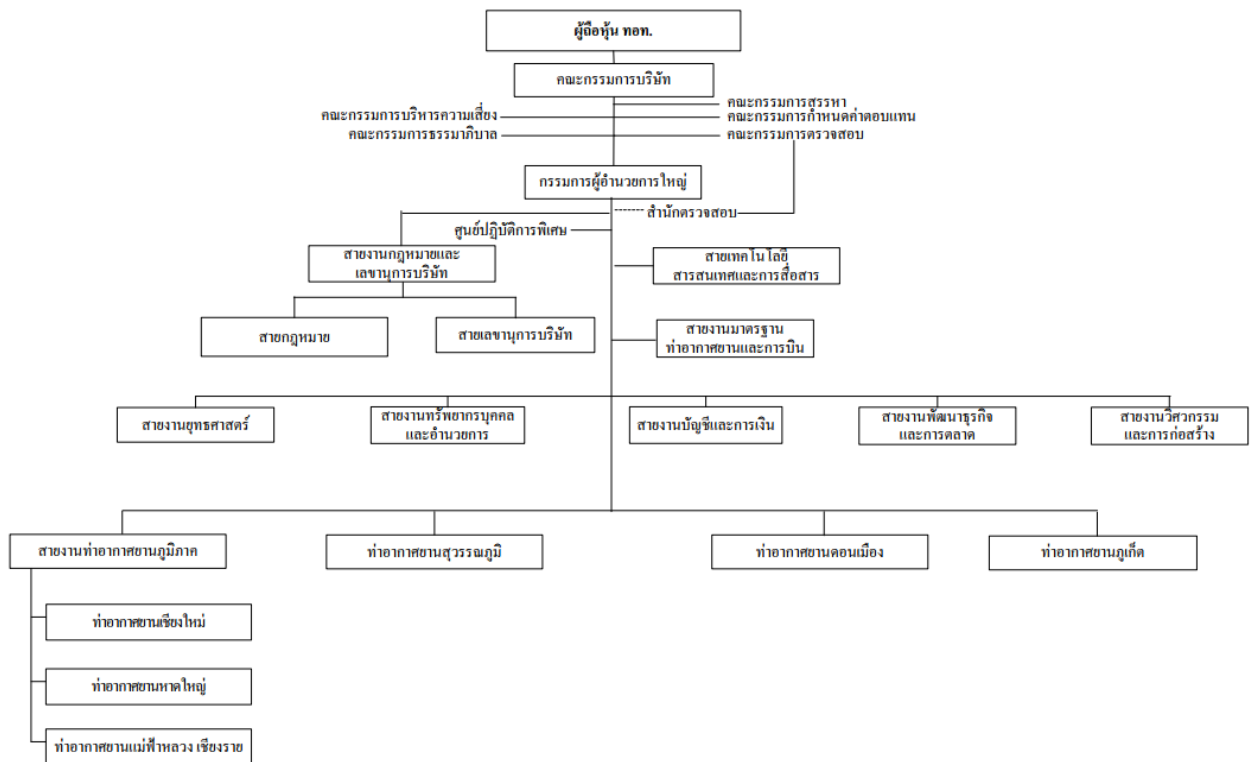 ผู้ถือหุ้น ทอท.
คณะกรรมการบริษัท
คณะกรรมการสรรหา
คณะกรรมการบริหารความเสี่ยง
คณะกรรมการกำหนดค่าตอบแทน
คณะกรรมการธรรมาภิบาล
คณะกรรมการตรวจสอบ
กรรมการผู้อำนวยการใหญ่
สำนักตรวจสอบ
ศูนย์ปฏิบัติการพิเศษ
สายงานกฎหมายและ
เลขานุการบริษัท
สายเทคโนโลยี
สารสนเทศและการสื่อสาร
สายกฎหมาย
สายเลขานุการบริษัท
สายงานมาตรฐาน
ท่าอากาศยานและการบิน
สายงานยุทธศาสตร์
สายงานทรัพยากรบุคคล
และอำนวยการ
สายงานบัญชีและการเงิน
สายงานพัฒนาธุรกิจ
และการตลาด
สายงานวิศวกรรม
และการก่อสร้าง
สายงานท่าอากาศยานภูมิภาค
ท่าอากาศยานสุวรรณภูมิ
ท่าอากาศยานดอนเมือง
ท่าอากาศยานภูเก็ต
ท่าอากาศยานเชียงใหม่
ท่าอากาศยานหาดใหญ่
ท่าอากาศยานแม่ฟ้าหลวง เชียงราย